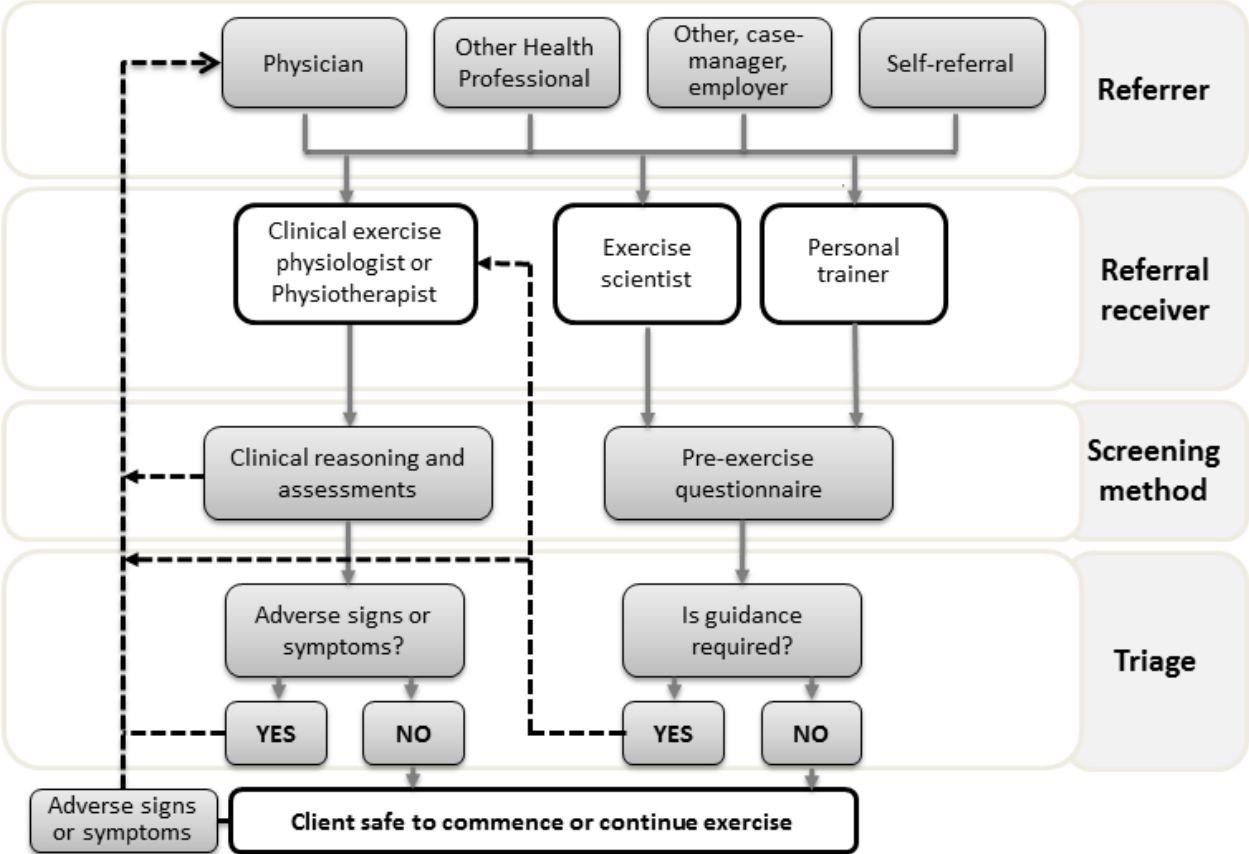 Physician
Other Health
Professional
Other, case-
manager,
employer
Self-referral
Referrer
Clinical exercise
physiologist or
Physiotherapist
Exercise
scientist
Personal
trainer
Referral
receiver
Clinical reasoning and
assessments
Pre-exercise
questionnaire
Screening
method
Adverse signs or
symptoms?
Is guidance
required?
Triage
YES
NO
YES
NO
Adverse signs
or symptoms
Client safe to commence or continue exercise